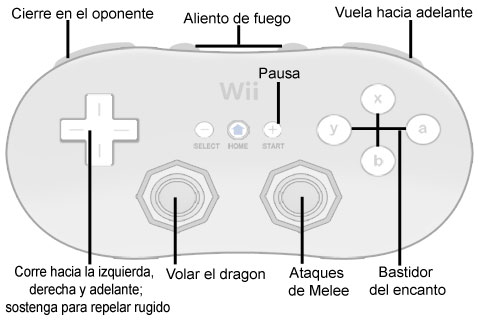 Cierre en el oponente
Aliento de fuego
Vuela hacia adelante
Pausa
Wii
x
y
a
b
SELECT
HOME
START
Corre hacia la izquierda,
derecha y adelante;
sostenga para repelar rugido
Volar el dragon
Ataques
de Melee
Bastidor
del encanto